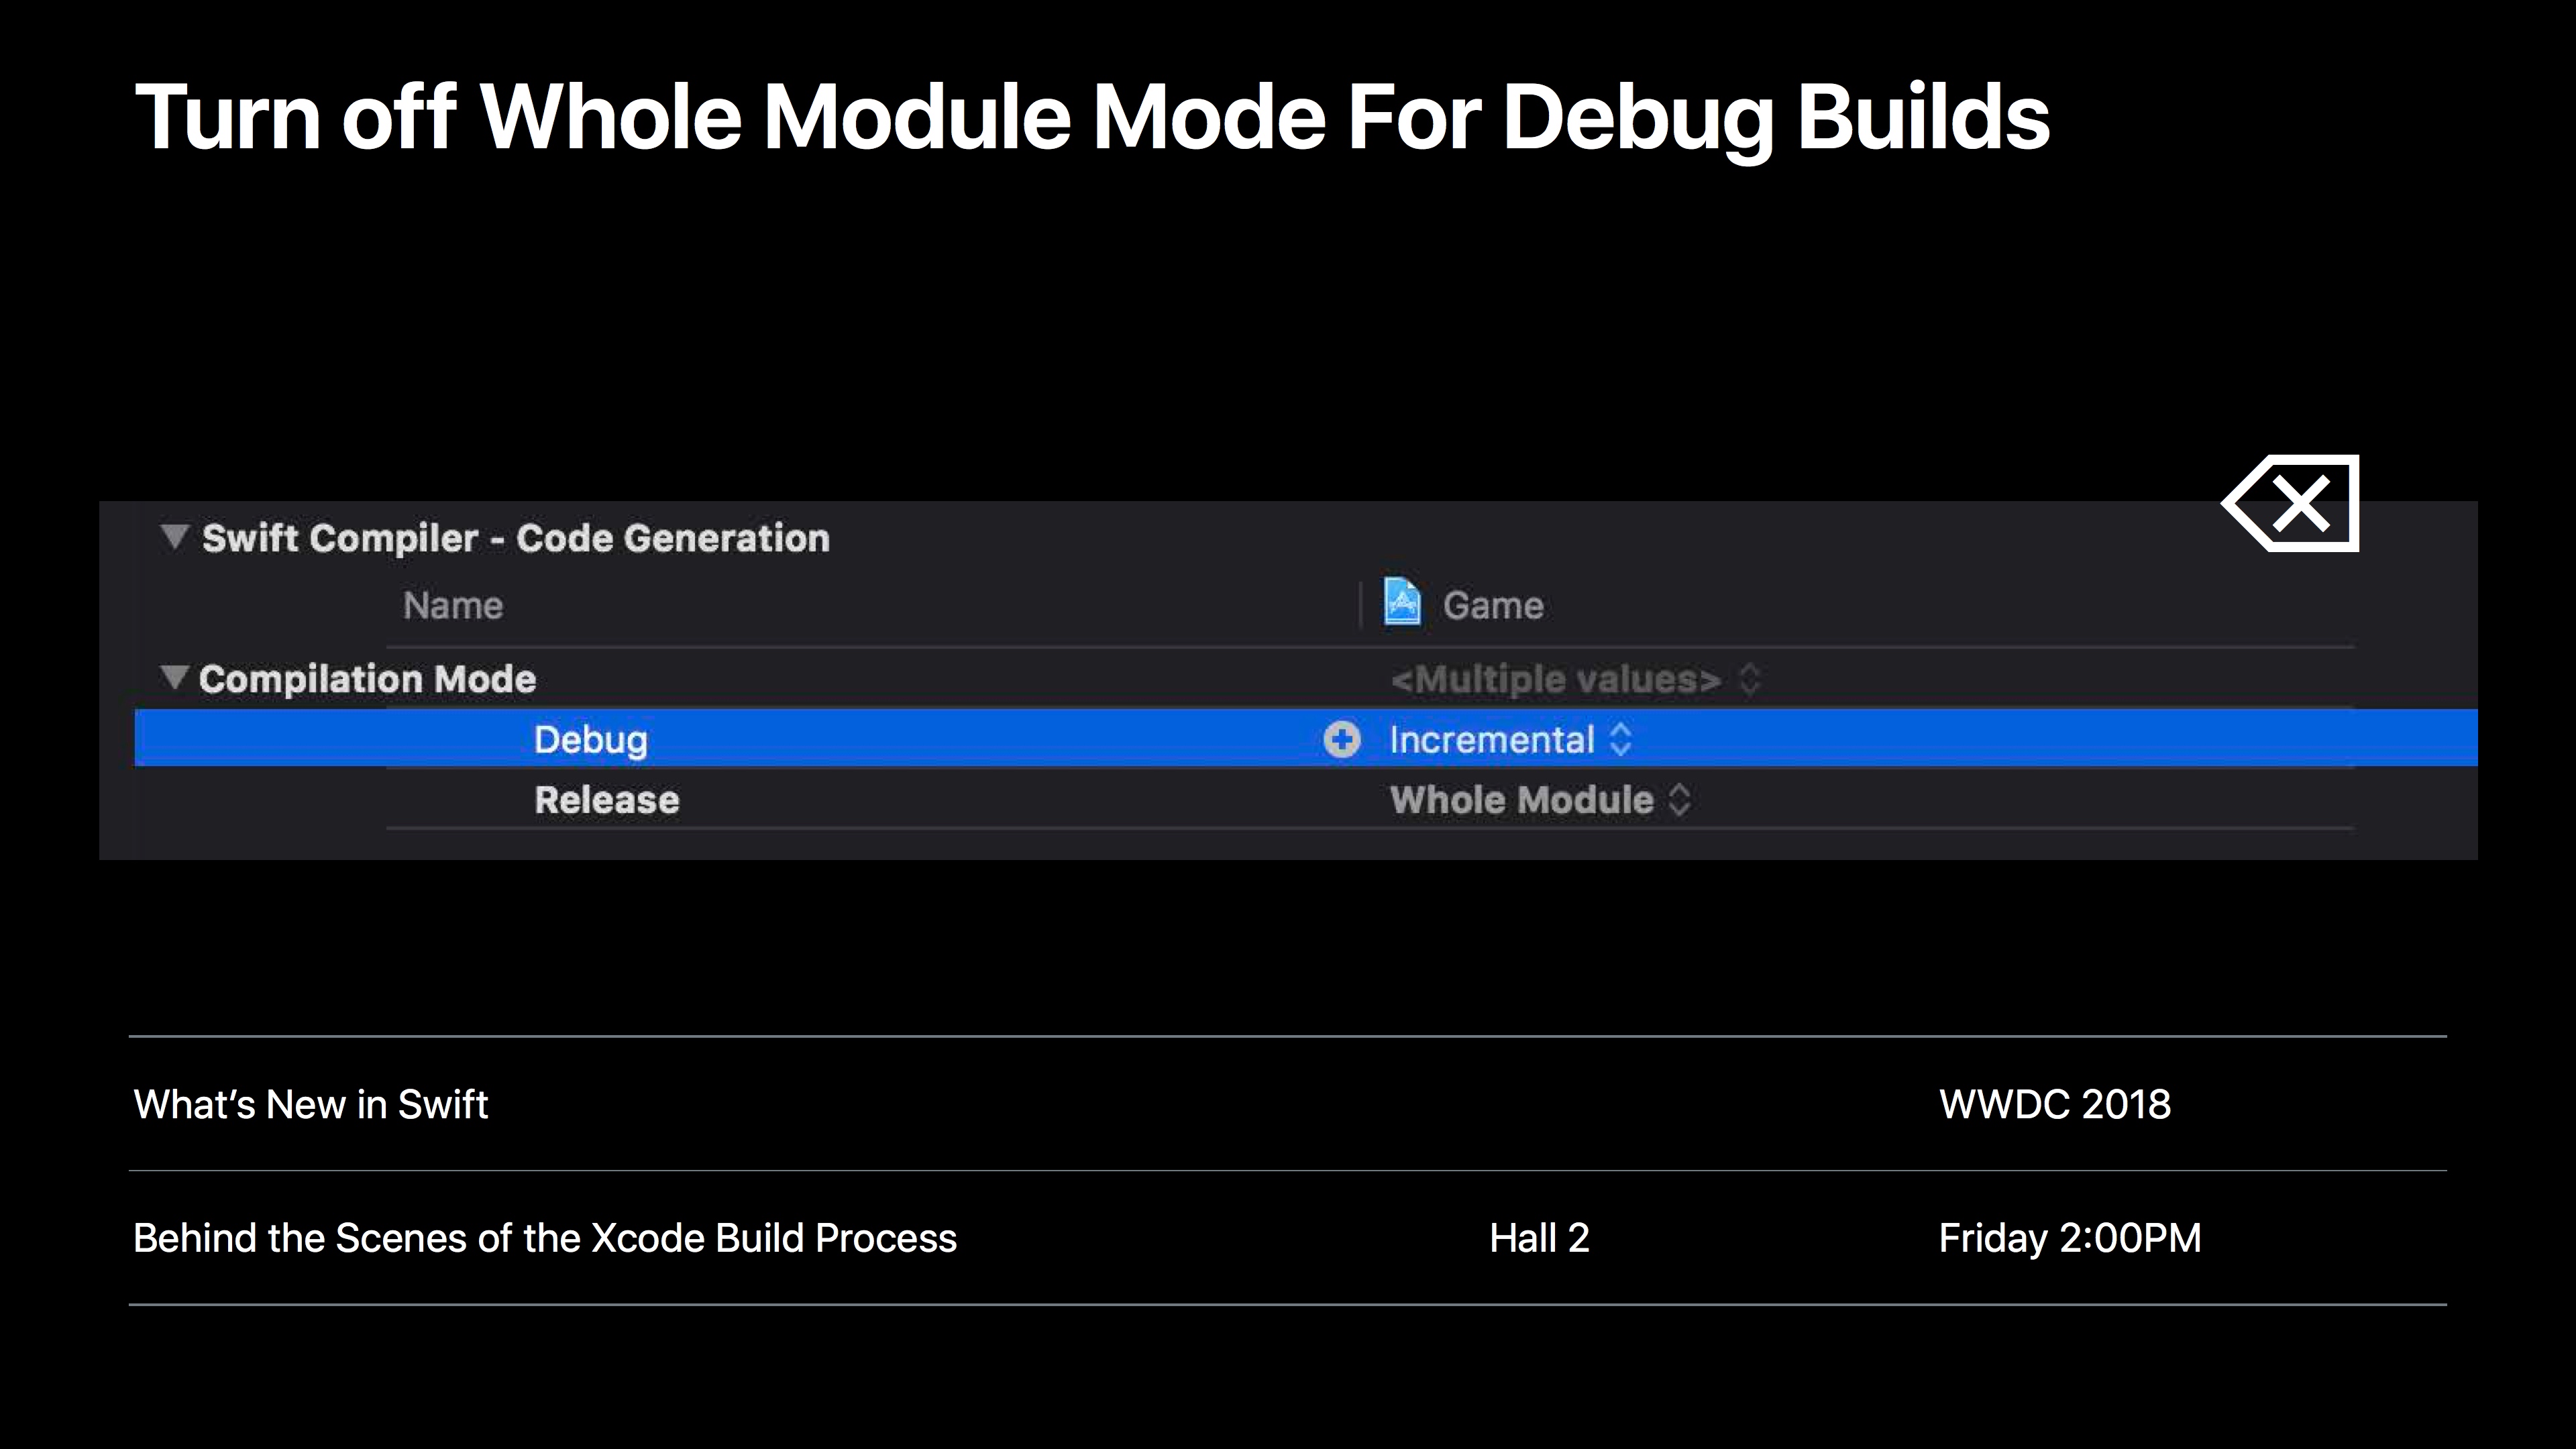 Turn off Whole Module Mode For Debug Builds
Swift Compiler - Code Generation
Name Game
Compilation Mode <Multiple values>
Debug Incremental
Release Whole Module
What’s New in Swift WWDC 2018
Behind the Scenes of the Xcode Build Process Hall 2 Friday 2:00PM